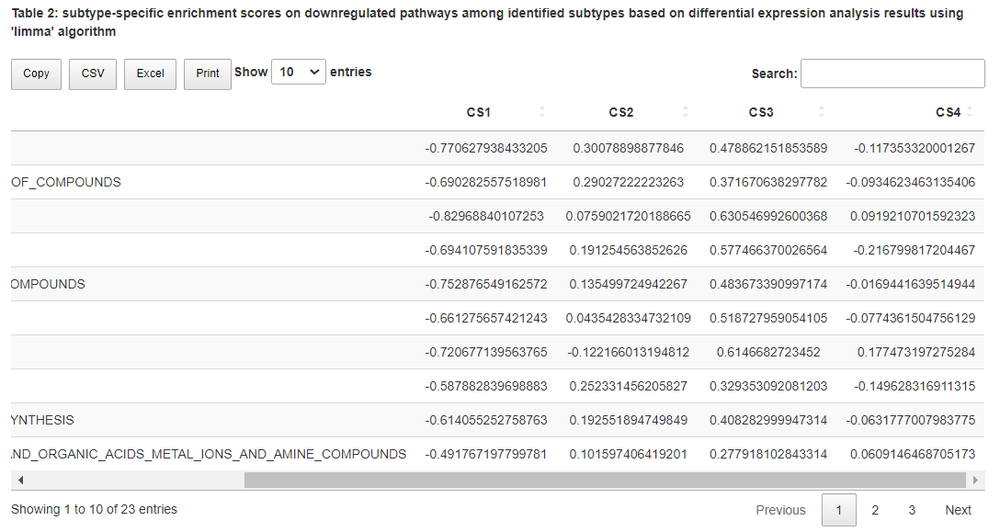 Table 2: subtype-specific enrichment scores on downregulated pathways among identified subtypes based on differential expression analysis results using
'limma' algorithm
Copy CSV Excel Print Show 10 entries Search:
CS1 CS2 CS3 CS4
-0.770627938433205 0.30078898877846 0.478862151853589 -0.117353320001267
OF_COMPOUNDS -0.690282557518981 0.29027222223263 0.371670638297782 -0.0934623463135406
-0.82968840107253 0.0759021720188665 0.630546992600368 0.0919210701592323
-0.694107591835339 0.191254563852626 0.577466370026564 -0.216799817204467
OMPOUNDS -0.752876549162572 0.135499724942267 0.483673390997174 -0.0169441639514944
-0.661275657421243 0.0435428334732109 0.518727959054105 -0.0774361504756129
-0.720677139563765 -0.122166013194812 0.6146682723452 0.177473197275284
-0.587882839698883 0.252331456205827 0.329353092081203 -0.149628316911315
YNTHESIS -0.614055252758763 0.192551894749849 0.408282999947314 -0.0631777007983775
AND_ORGANIC_ACIDS_METAL_IONS_AND_AMINE_COMPOUNDS -0.491767197799781 0.101597406419201 0.277918102843314 0.0609146468705173
Showing 1 to 10 of 23 entries Previous 1 2 3 Next